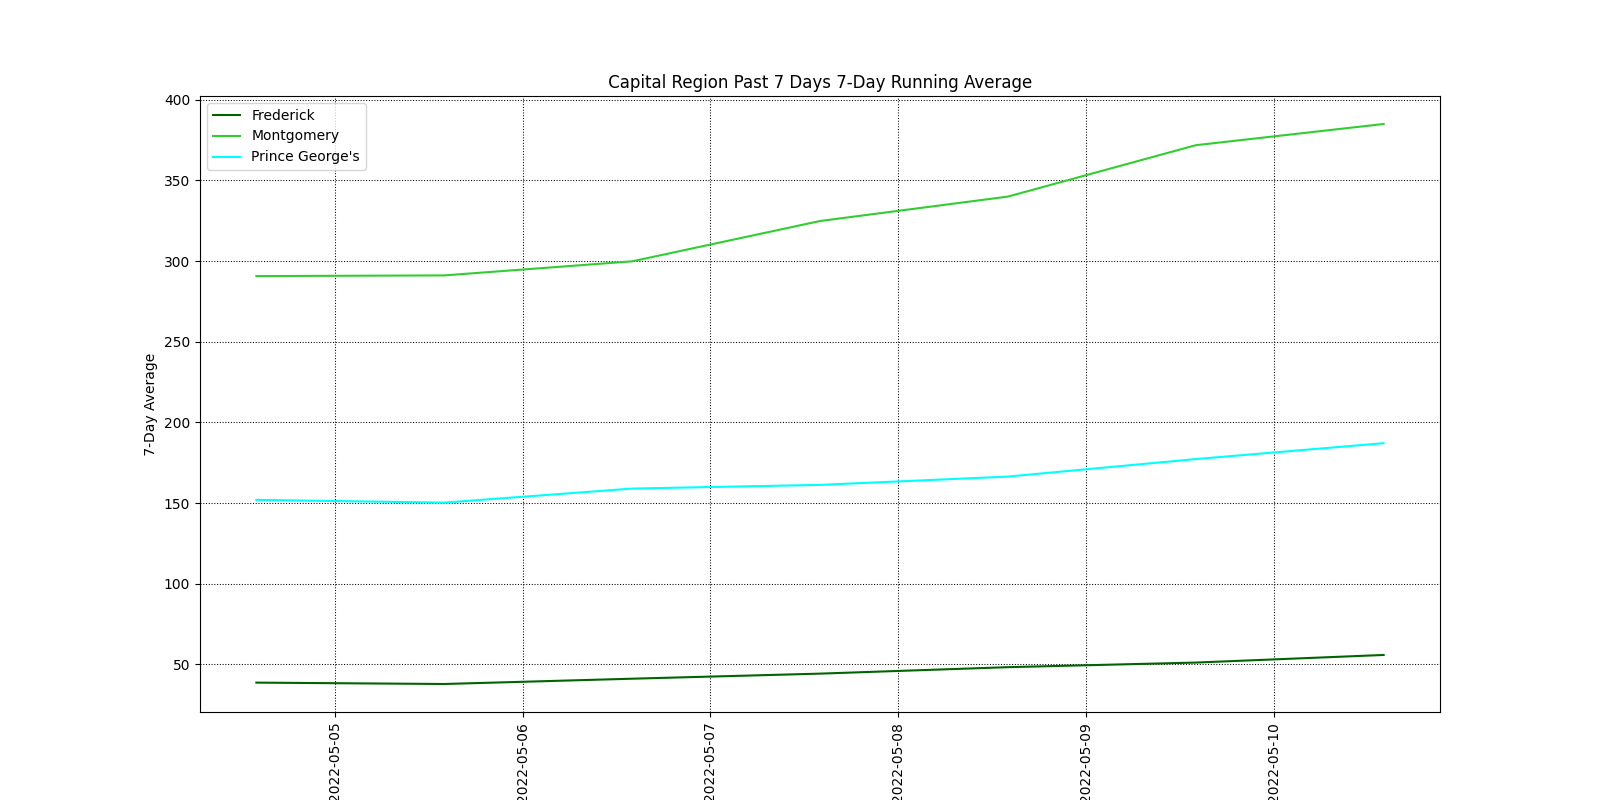 Capital Region Past 7 Days 7-Day Running Average
Frederick
Montgomery
Prince George's
7-Day Average
400
350
300
250
200
150
100
50
2022-05-05
2022-05-06
2022-05-07
2022-05-08
2022-05-09
2022-05-10